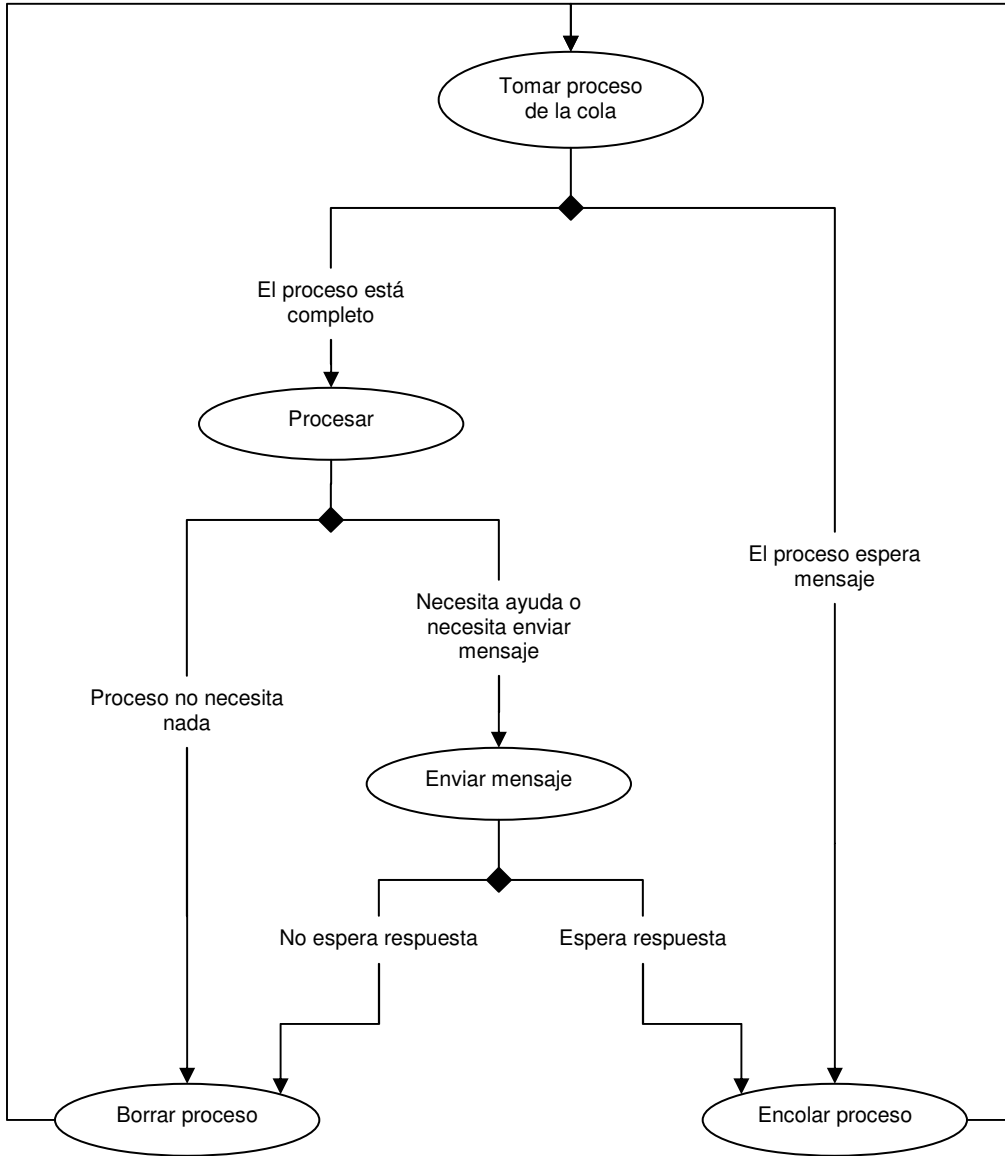 Tomar proceso
de la cola
El proceso está
completo
Procesar
El proceso espera
mensaje
Necesita ayuda o
necesita enviar
mensaje
Proceso no necesita
nada
Enviar mensaje
No espera respuesta
Espera respuesta
Borrar proceso
Encolar proceso